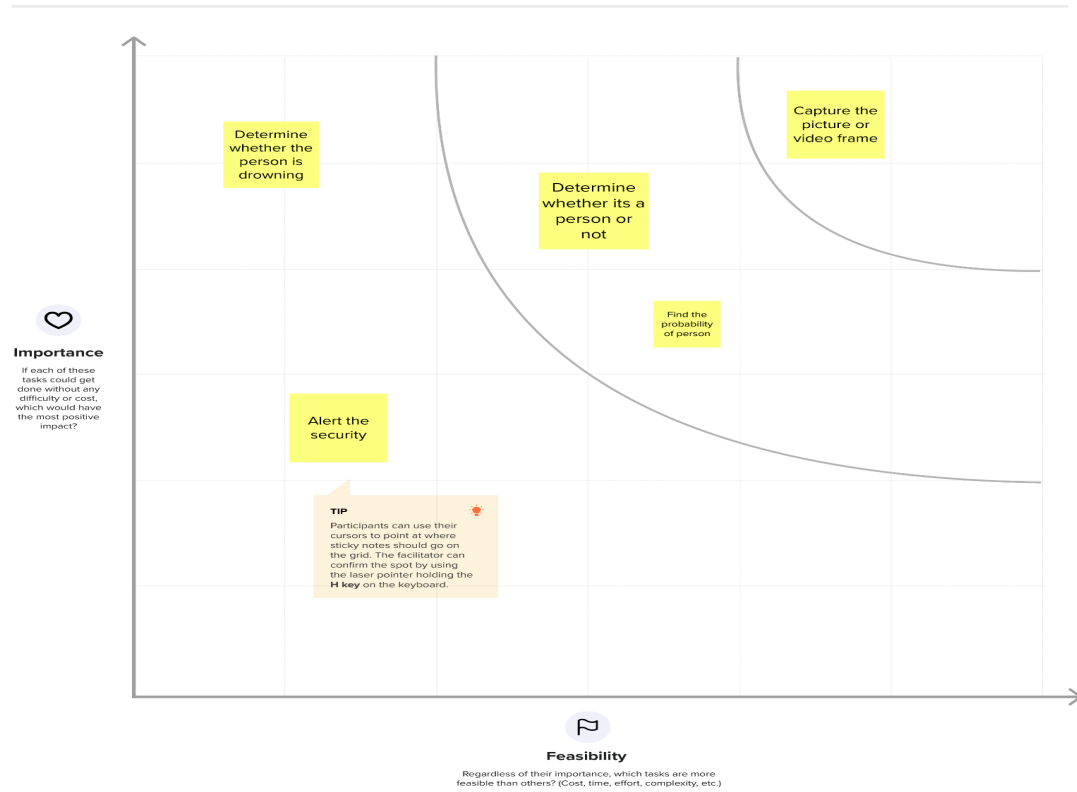 Capture the
picture or
video frame
Determine
whether the
person is
drowning
Determine
whether its a
person or
not
Find the
probability
of person
Importance
If each of these
tasks could get
done without any
difficulty or cost,
which would have
the most positive
impact?
Alert the
security
TIP
Participants can use their
cursors to point at where
sticky notes should go on
the grid. The facilitator can
confirm the spot by using
the laser pointer holding the
H key on the keyboard.
Feasibility
Regardless of their importance, which tasks are more
feasible than others? (Cost, time, effort, complexity, etc.)